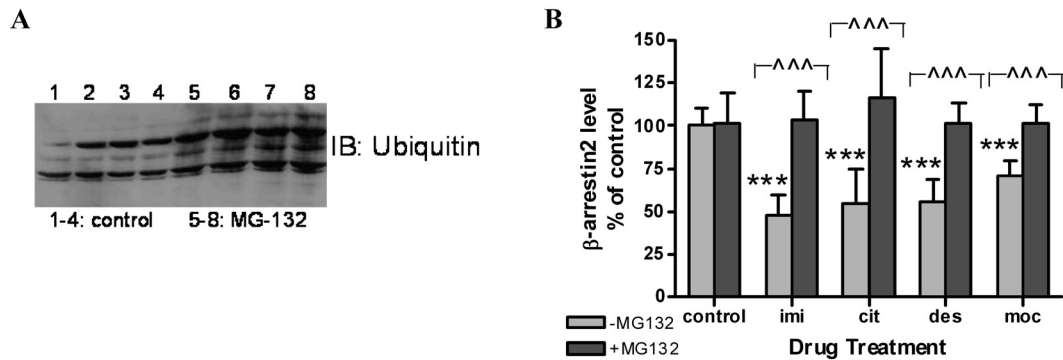 A
1 2 3 4 5 6 7 8
IB: Ubiquitin
1-4: control 5-8: MG-132
B
β-arrestin2 level
% of control
150
125
100
75
50
25
0
^^^
^^^
^^^
^^^
***
***
***
***
control imi cit des moc
Drug Treatment
-MG132
+MG132